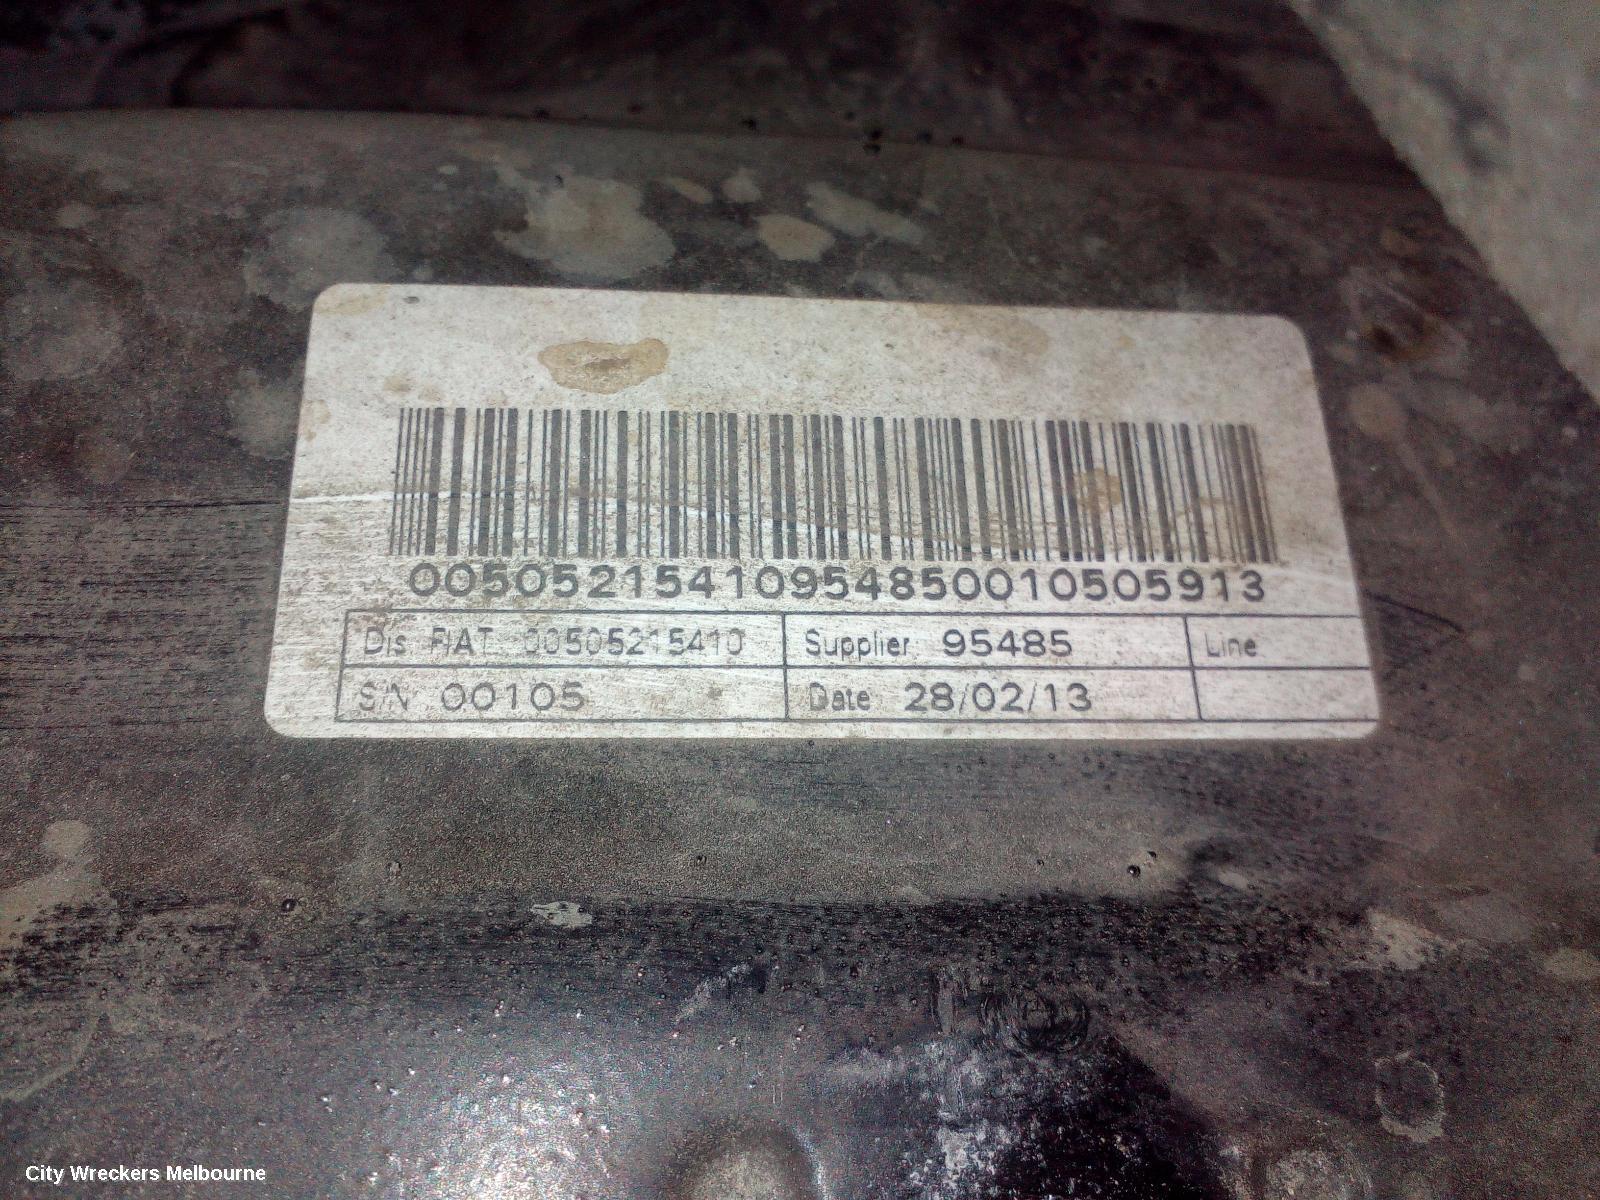 00505215410954850010505913
Dis FIAT 00505215410 Supplier 95485 Line
S/N 00105 Date 28/02/13
City Wreckers Melbourne